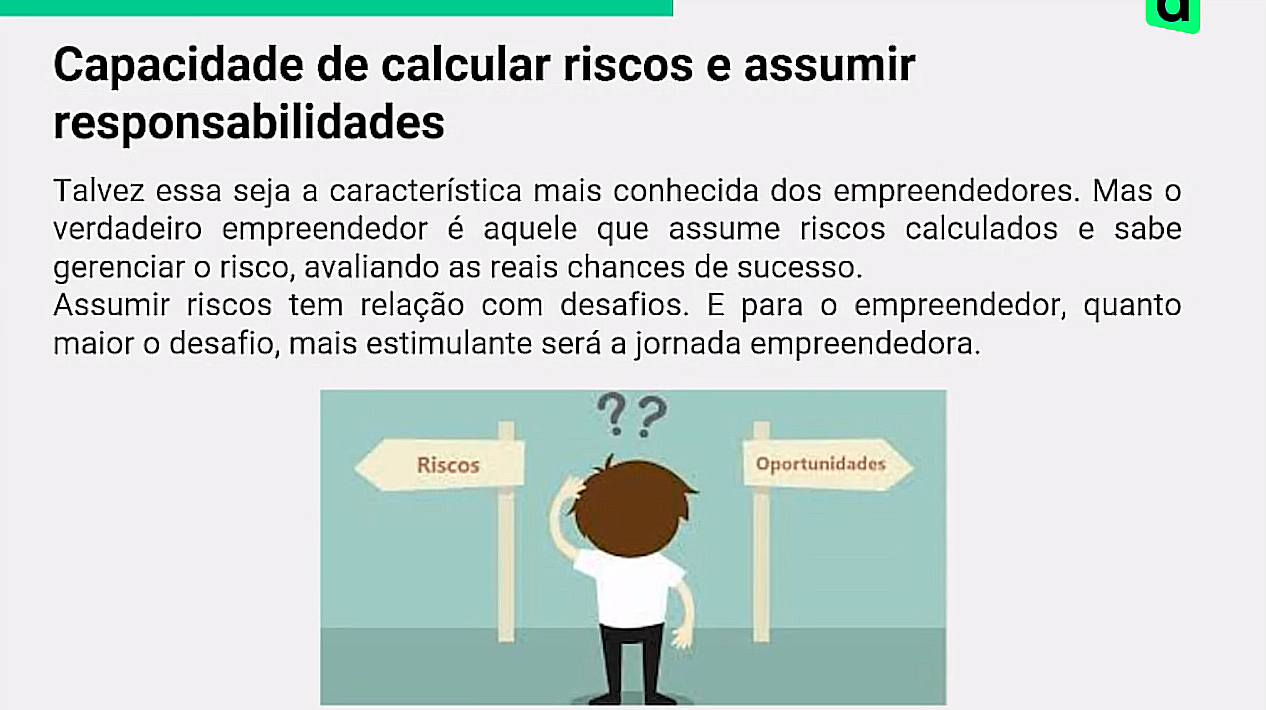 Capacidade de calcular riscos e assumir
responsabilidades
Talvez essa seja a característica mais conhecida dos empreendedores. Mas o
verdadeiro empreendedor é aquele que assume riscos calculados e sabe
gerenciar o risco, avaliando as reais chances de sucesso.
Assumir riscos tem relação com desafios. E para o empreendedor, quanto
maior o desafio, mais estimulante será a jornada empreendedora.
??
Riscos
Oportunidades